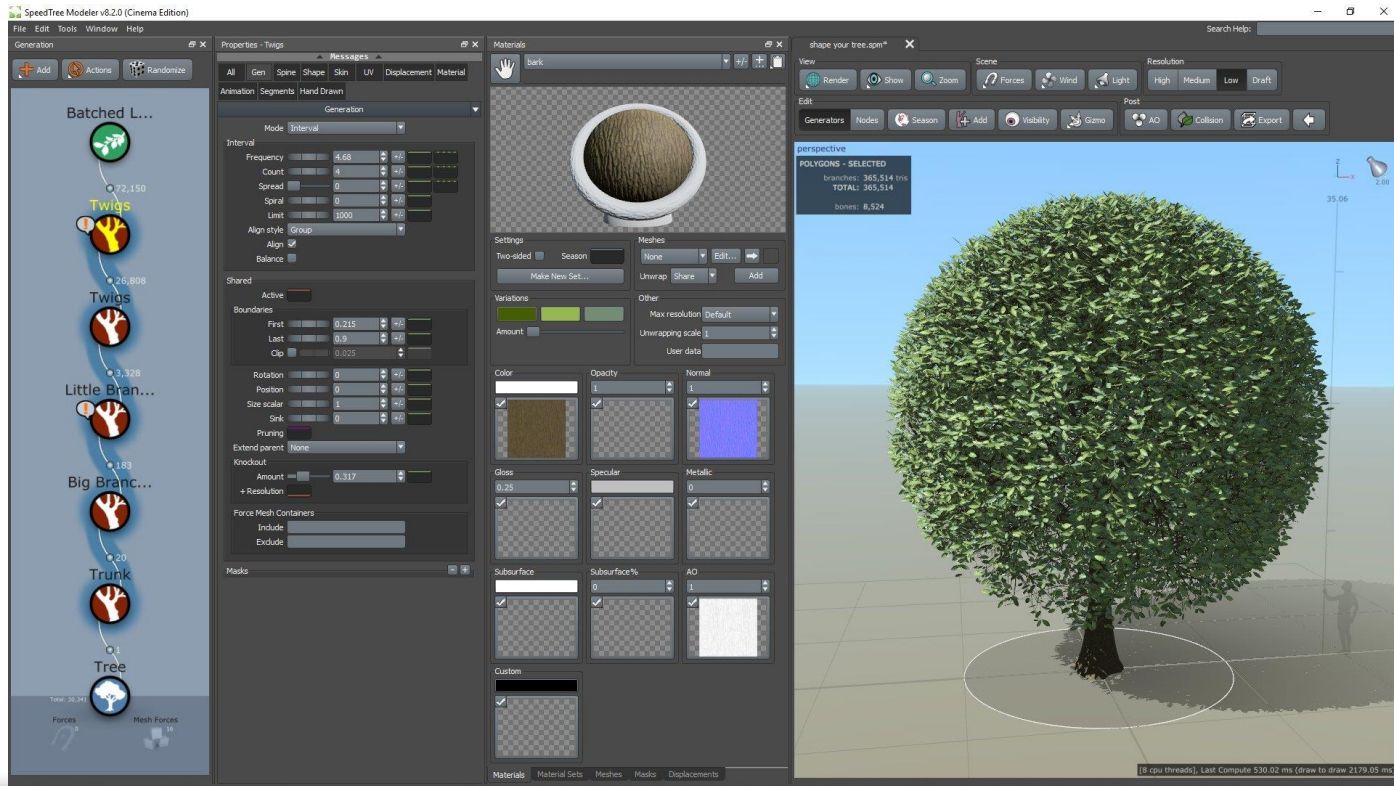 SpeedTree Modeler v8.2.0 (Cinema Edition)
File Edit Tools Window Help
Search Help:
Generation
Add Actions Randomize
Batched L...
72,150
Twigs
26,808
Twigs
3,328
Little Bran...
183
Big Branc...
20
Trunk
1
Tree
Forces
Mesh Forces
Properties - Twigs
Messages
All Gen Spine Shape Skin UV Displacement Material
Animation Segments Hand Drawn
Generation
Mode Interval
Interval
Frequency 4.68 +/-
Count 4 +/-
Spread 0 +/-
Spiral 0 +/-
Limit 1000 +/-
Align style Group
Align
Balance
Shared
Active
Boundaries
First 0.215 +/-
Last 0.9 +/-
Clip 0.025
Rotation 0 +/-
Position 0 +/-
Size scalar 1 +/-
Sink 0 +/-
Pruning
Extend parent None
Knockout
Amount 0.317
+ Resolution
Force Mesh Containers
Include
Exclude
Masks
Materials
bark +/-
Settings
Two-sided Season
Make New Set...
Meshes
None Edit...
Unwrap Share Add
Variations
Amount
Other
Max resolution Default
Unwrapping scale 1
User data
Color Opacity Normal
1 1
Gloss Specular Metallic
0.25 0
Subsurface Subsurface% AO
0 1
Custom
Materials Material Sets Meshes Masks Displacements
shape your tree.spm*
View
Render Show Zoom
Scene
Forces Wind Light
Resolution
High Medium Low Draft
Edit
Generators Nodes Season Add Visibility Gizmo
Post
AO Collision Export
perspective
POLYGONS - SELECTED
branches: 365,514 tris
TOTAL: 365,514
bones: 8,524
z
x
2.00
35.06
[8 cpu threads], Last Compute 530.02 ms (draw to draw 2179.05 ms)